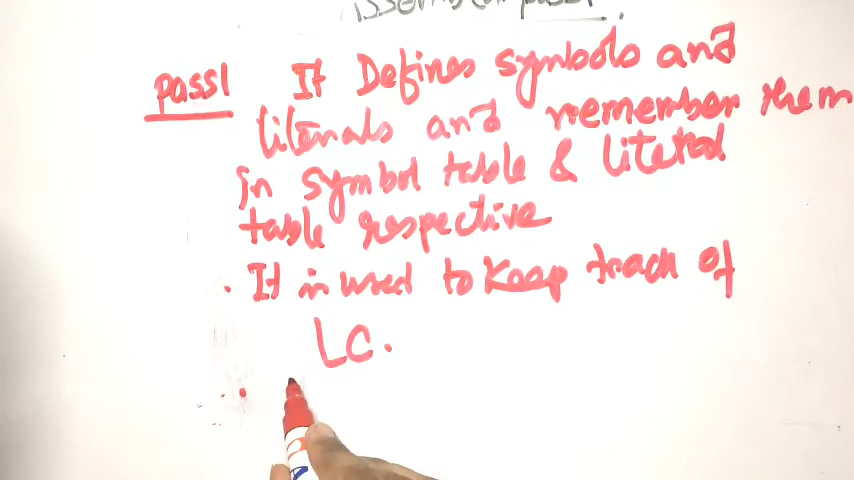 pass1 It Defines symbols and
literals and remember them
in symbol table & literal
table respective
. It is used to keep track of
LC.